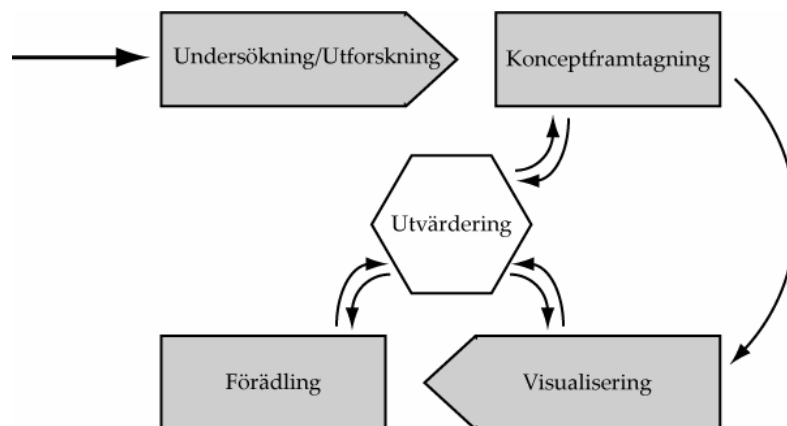 Undersökning/Utforskning
Konceptframtagning
Utvärdering
Förädling
Visualisering